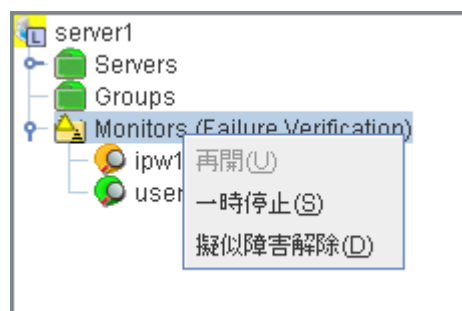 server1
Servers
Groups
Monitors (Failure Verification)
ipw1
user
再開(U)
一時停止(S)
擬似障害解除(D)